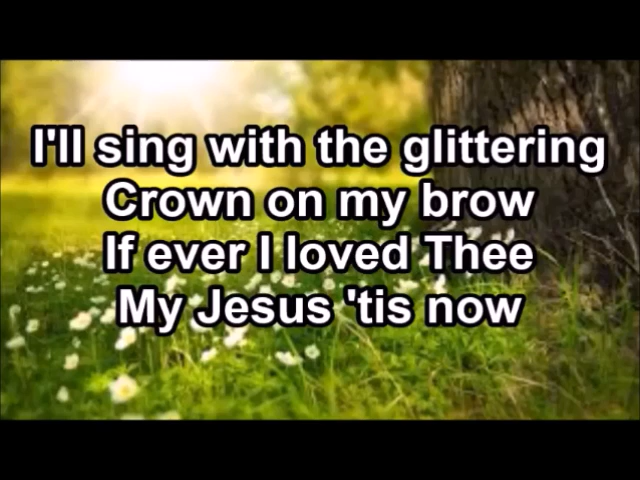 I'll sing with the glittering
Crown on my brow
If ever I loved Thee
My Jesus 'tis now